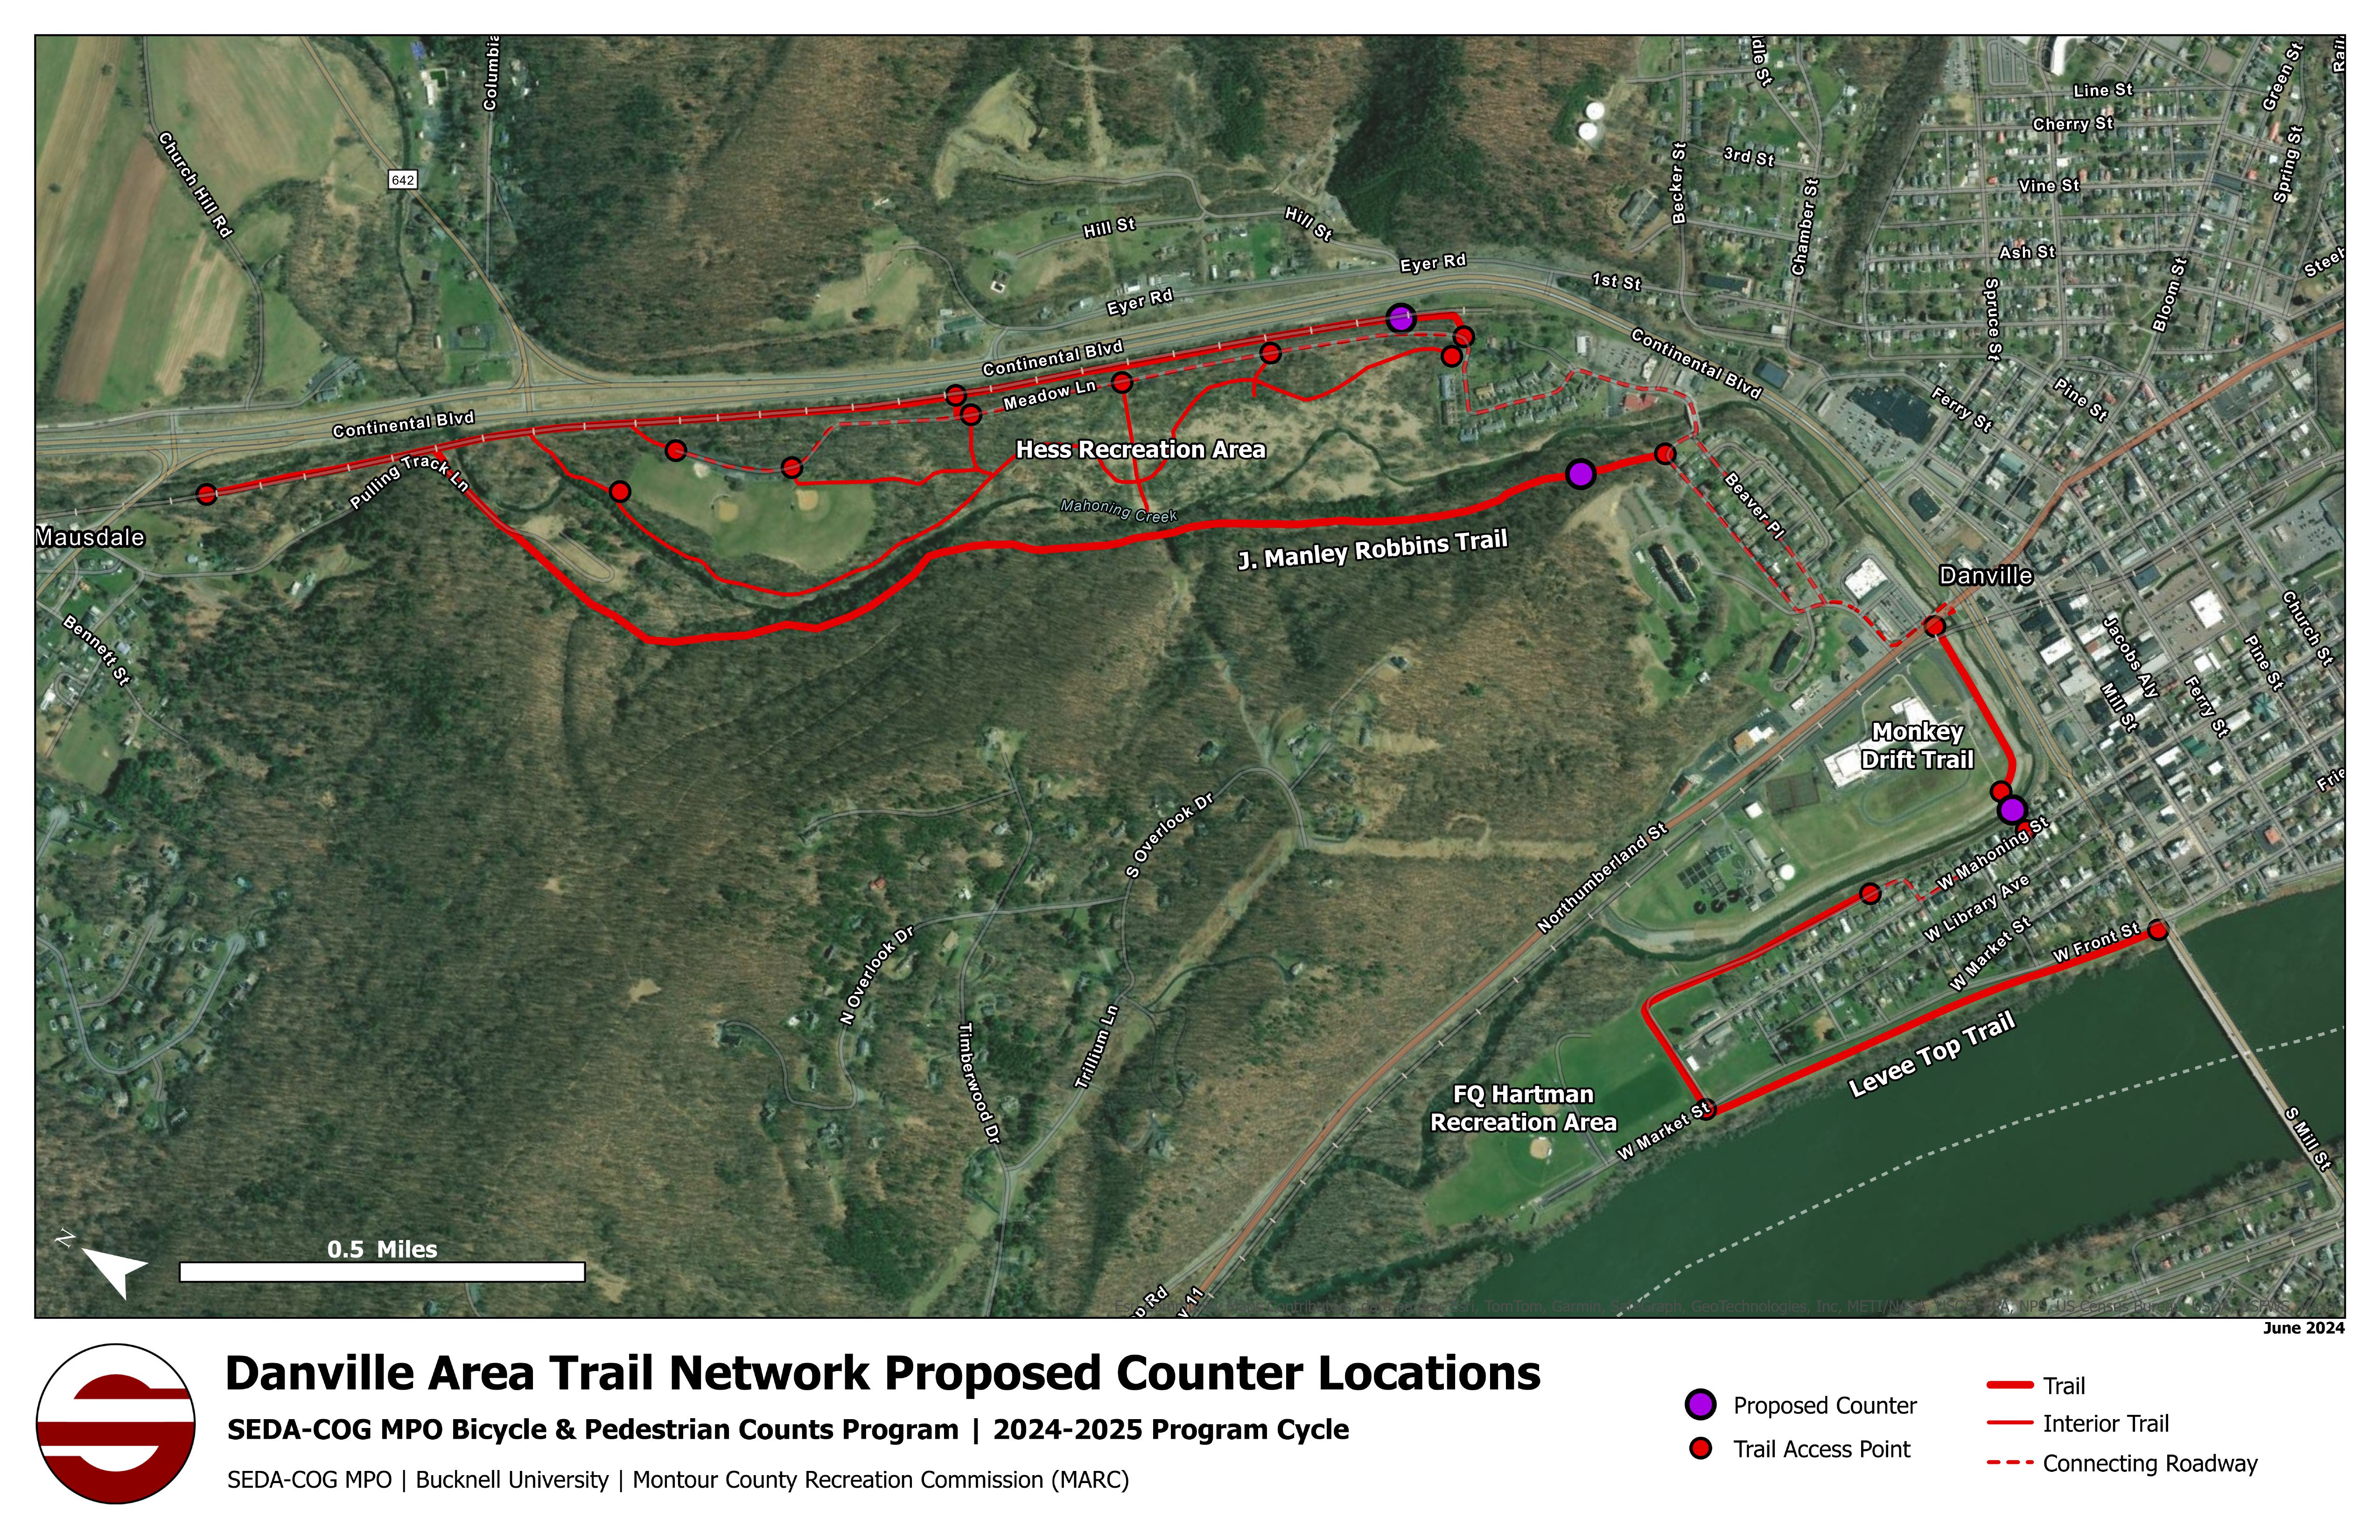 Columbia
dle St
Green St
Rail
Line St
Cherry St
Church Hill Rd
642
Becker St
3rd St
Vine St
Spring St
Chamber St
Hill St
Hill St
Ash St
Steel
Eyer Rd
1st St
Eyer Rd
Spruce St
Bloom St
Continental Blvd
Continental Blvd
Meadow Ln
Ferry St
Pine St
Continental Blvd
Hess Recreation Area
Pulling Track Ln
Mahoning Creek
Beaver Pl
Mausdale
J. Manley Robbins Trail
Danville
Bennett St
Church St
Jacobs Aly
Pine St
Mill St
Ferry St
Monkey
Drift Trail
Frie
S Overlook Dr
Northumberland St
W Mahoning St
W Library Ave
W Market St
W Front St
N Overlook Dr
Timberwood Dr
Trillium Ln
Levee Top Trail
FQ Hartman
Recreation Area
W Market St
S Mill St
N
0.5 Miles
p Rd
y 11
June 2024
Danville Area Trail Network Proposed Counter Locations
SEDA-COG MPO Bicycle & Pedestrian Counts Program | 2024-2025 Program Cycle
SEDA-COG MPO | Bucknell University | Montour County Recreation Commission (MARC)
Proposed Counter
Trail Access Point
Trail
Interior Trail
Connecting Roadway